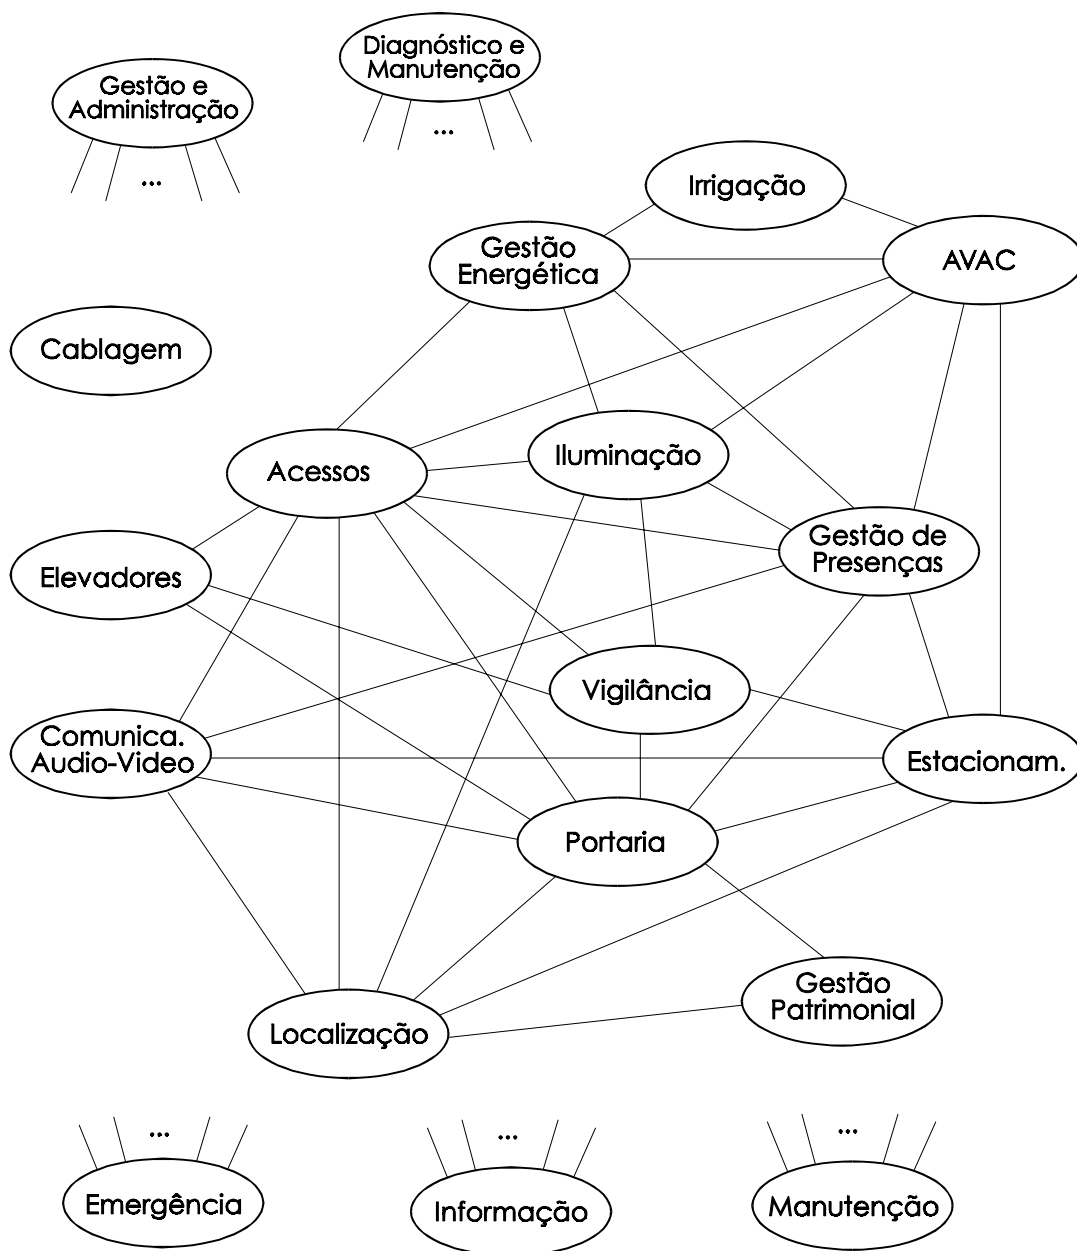 Diagnóstico e
Manutenção
...
Gestão e
Administração
...
Irrigação
Gestão
Energética
AVAC
Cablagem
Acessos
Iluminação
Gestão de
Presenças
Elevadores
Vigilância
Comunica.
Audio-Video
Estacionam.
Portaria
Gestão
Patrimonial
Localização
...
Emergência
...
Informação
...
Manutenção